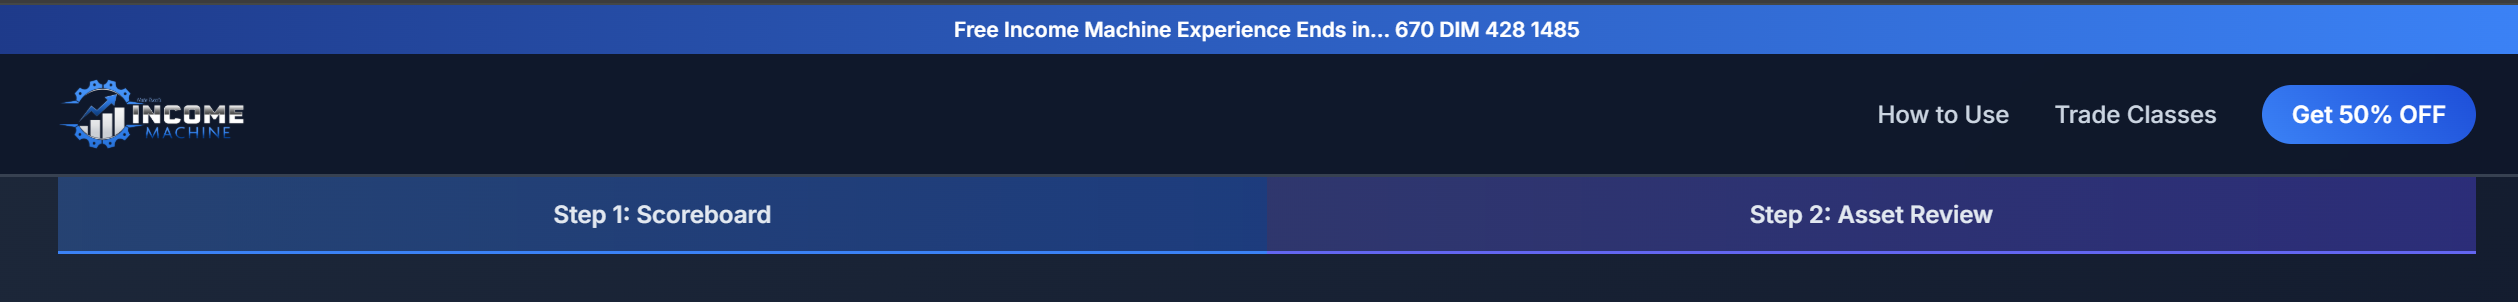 Free Income Machine Experience Ends in... 670 DIM 428 1485
INCOME
MACHINE
How to Use
Trade Classes
Get 50% OFF
Step 1: Scoreboard
Step 2: Asset Review